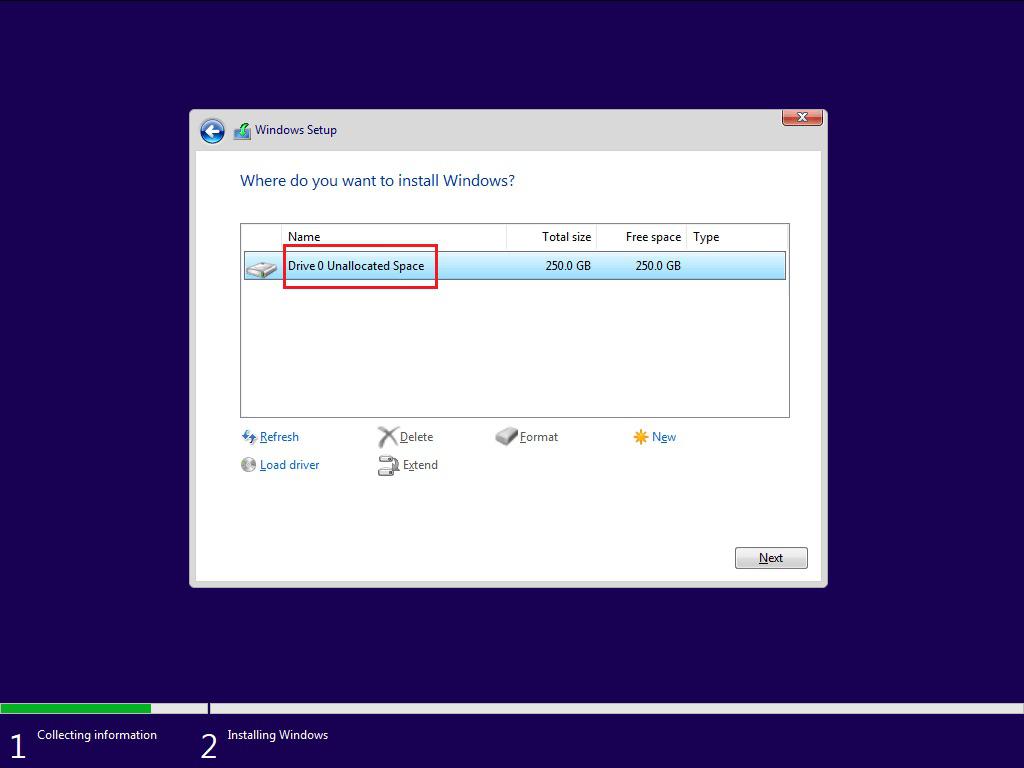 Windows Setup
Where do you want to install Windows?
Name Total size Free space Type
Drive 0 Unallocated Space 250.0 GB 250.0 GB
Refresh Delete Format New
Load driver Extend
Next
1 Collecting information 2 Installing Windows